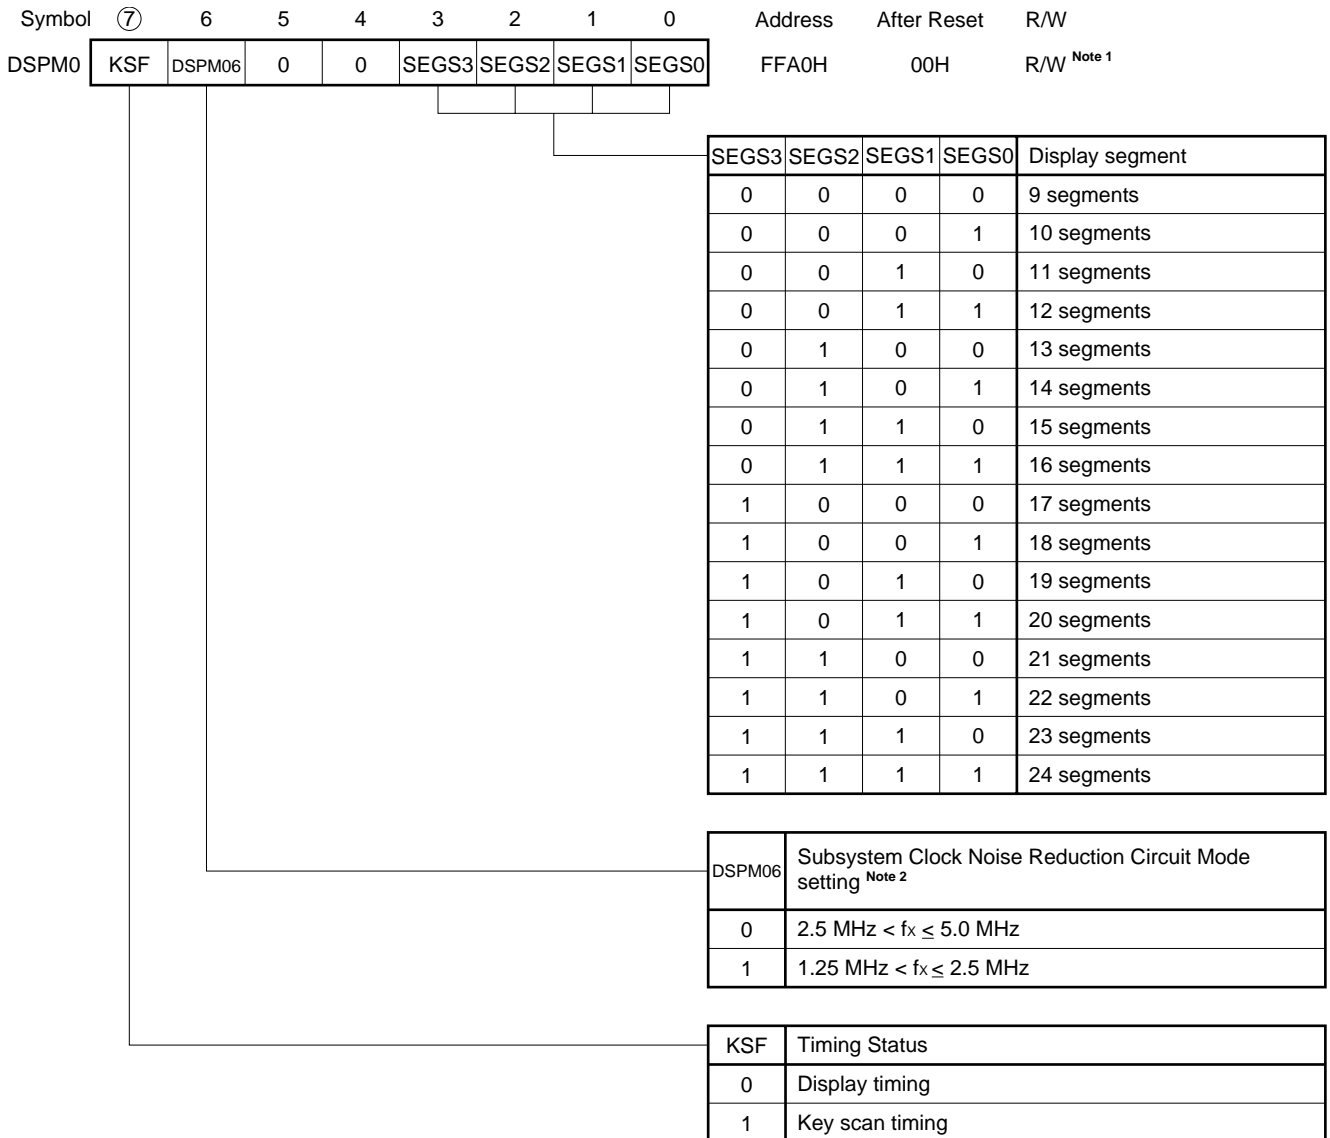 Symbol ⑦ 6 5 4 3 2 1 0 Address After Reset R/W
DSPM0 KSF DSPM06 0 0 SEGS3 SEGS2 SEGS1 SEGS0 FFA0H 00H R/W Note 1
SEGS3 SEGS2 SEGS1 SEGS0 Display segment
0 0 0 0 9 segments
0 0 0 1 10 segments
0 0 1 0 11 segments
0 0 1 1 12 segments
0 1 0 0 13 segments
0 1 0 1 14 segments
0 1 1 0 15 segments
0 1 1 1 16 segments
1 0 0 0 17 segments
1 0 0 1 18 segments
1 0 1 0 19 segments
1 0 1 1 20 segments
1 1 0 0 21 segments
1 1 0 1 22 segments
1 1 1 0 23 segments
1 1 1 1 24 segments
DSPM06 Subsystem Clock Noise Reduction Circuit Mode
setting Note 2
0 2.5 MHz < fx ≤ 5.0 MHz
1 1.25 MHz < fx ≤ 2.5 MHz
KSF Timing Status
0 Display timing
1 Key scan timing